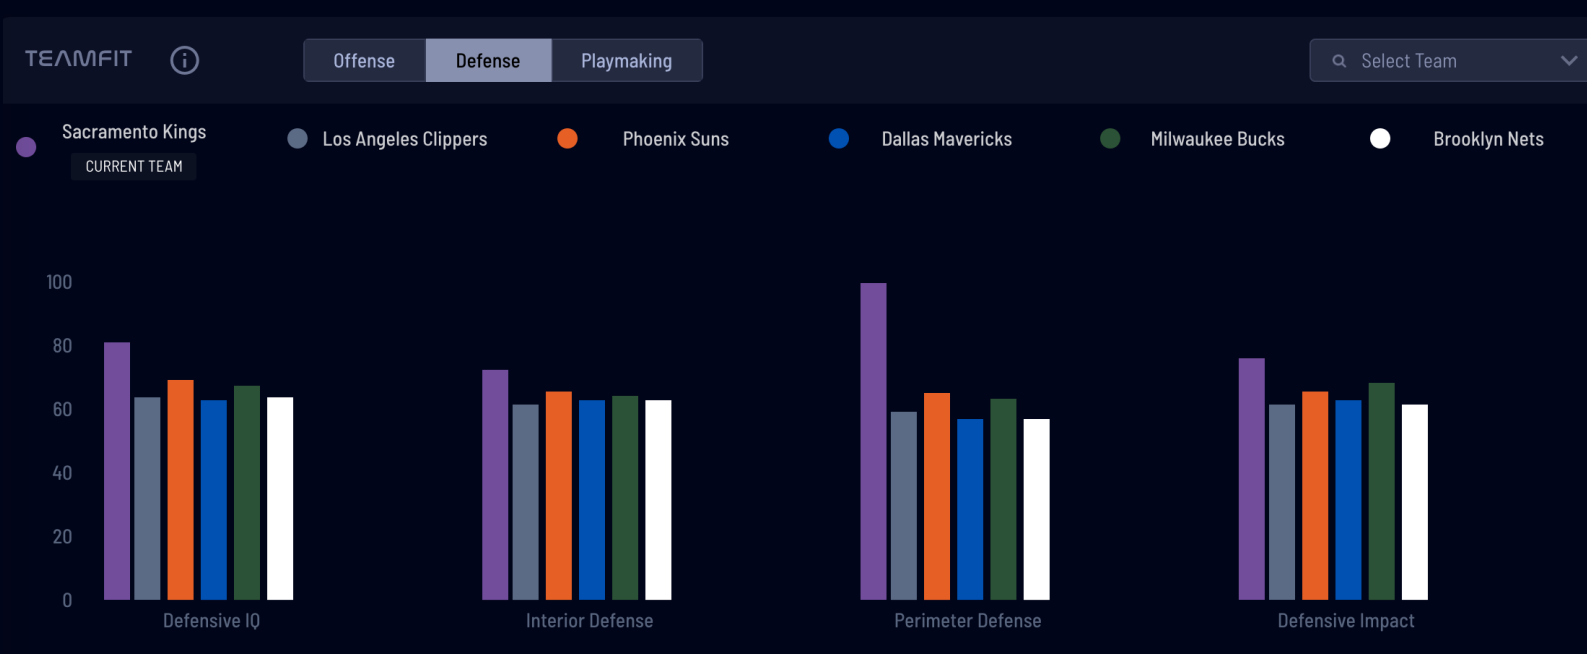 TEAMFIT
Offense
Defense
Playmaking
Select Team
Sacramento Kings
CURRENT TEAM
Los Angeles Clippers
Phoenix Suns
Dallas Mavericks
Milwaukee Bucks
Brooklyn Nets
100
80
60
40
20
0
Defensive IQ
Interior Defense
Perimeter Defense
Defensive Impact